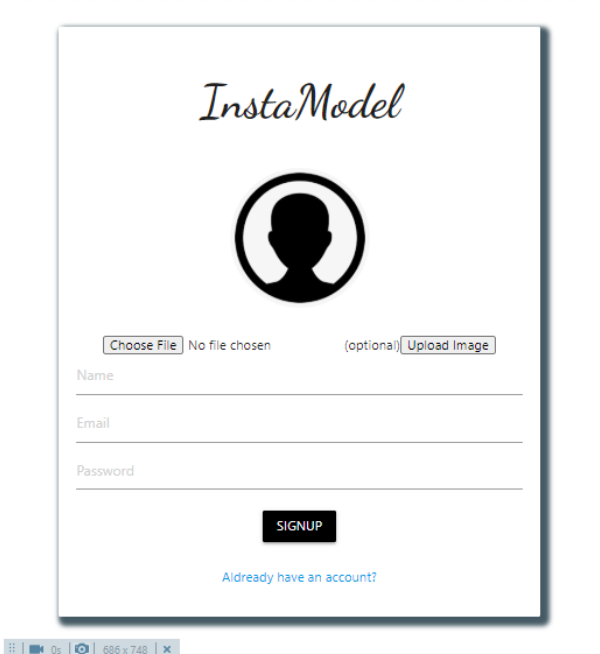 InstaModel
Choose File No file chosen (optional) Upload Image
Name
Email
Password
SIGNUP
Aldready have an account?
0s 686 x 748 ×